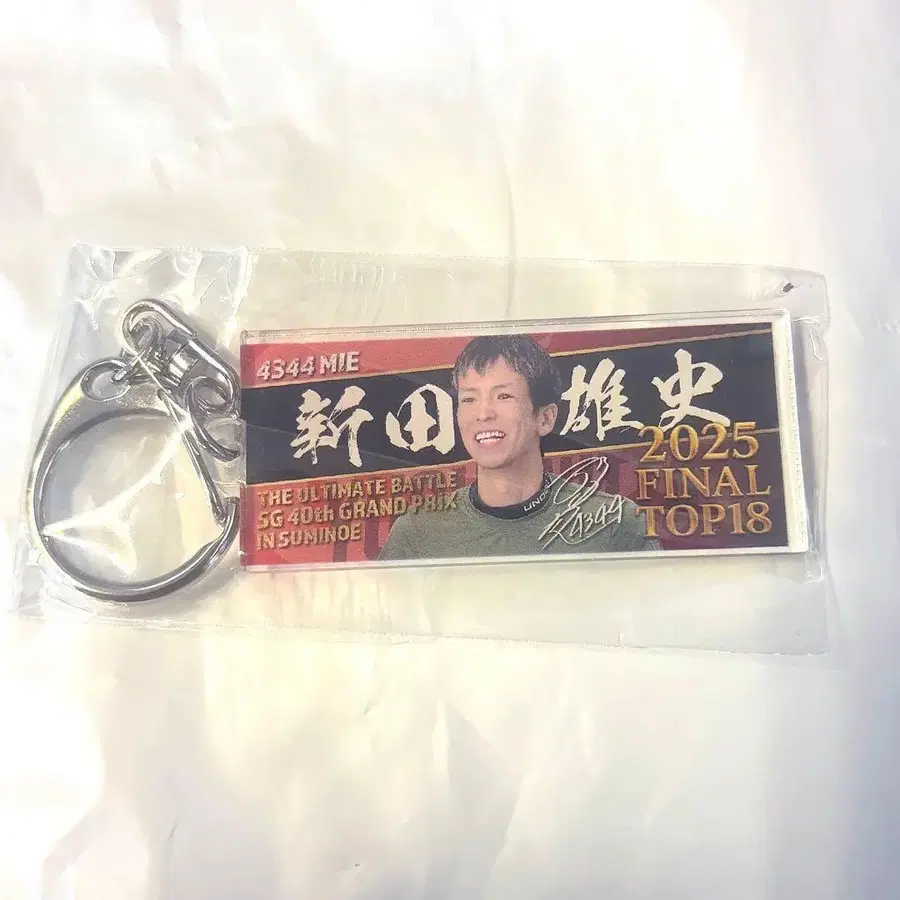 4344 MIE
新田 雄史
THE ULTIMATE BATTLE
SG 40th GRAND PRIX
IN SUMINOE
2025
FINAL
TOP18
4344